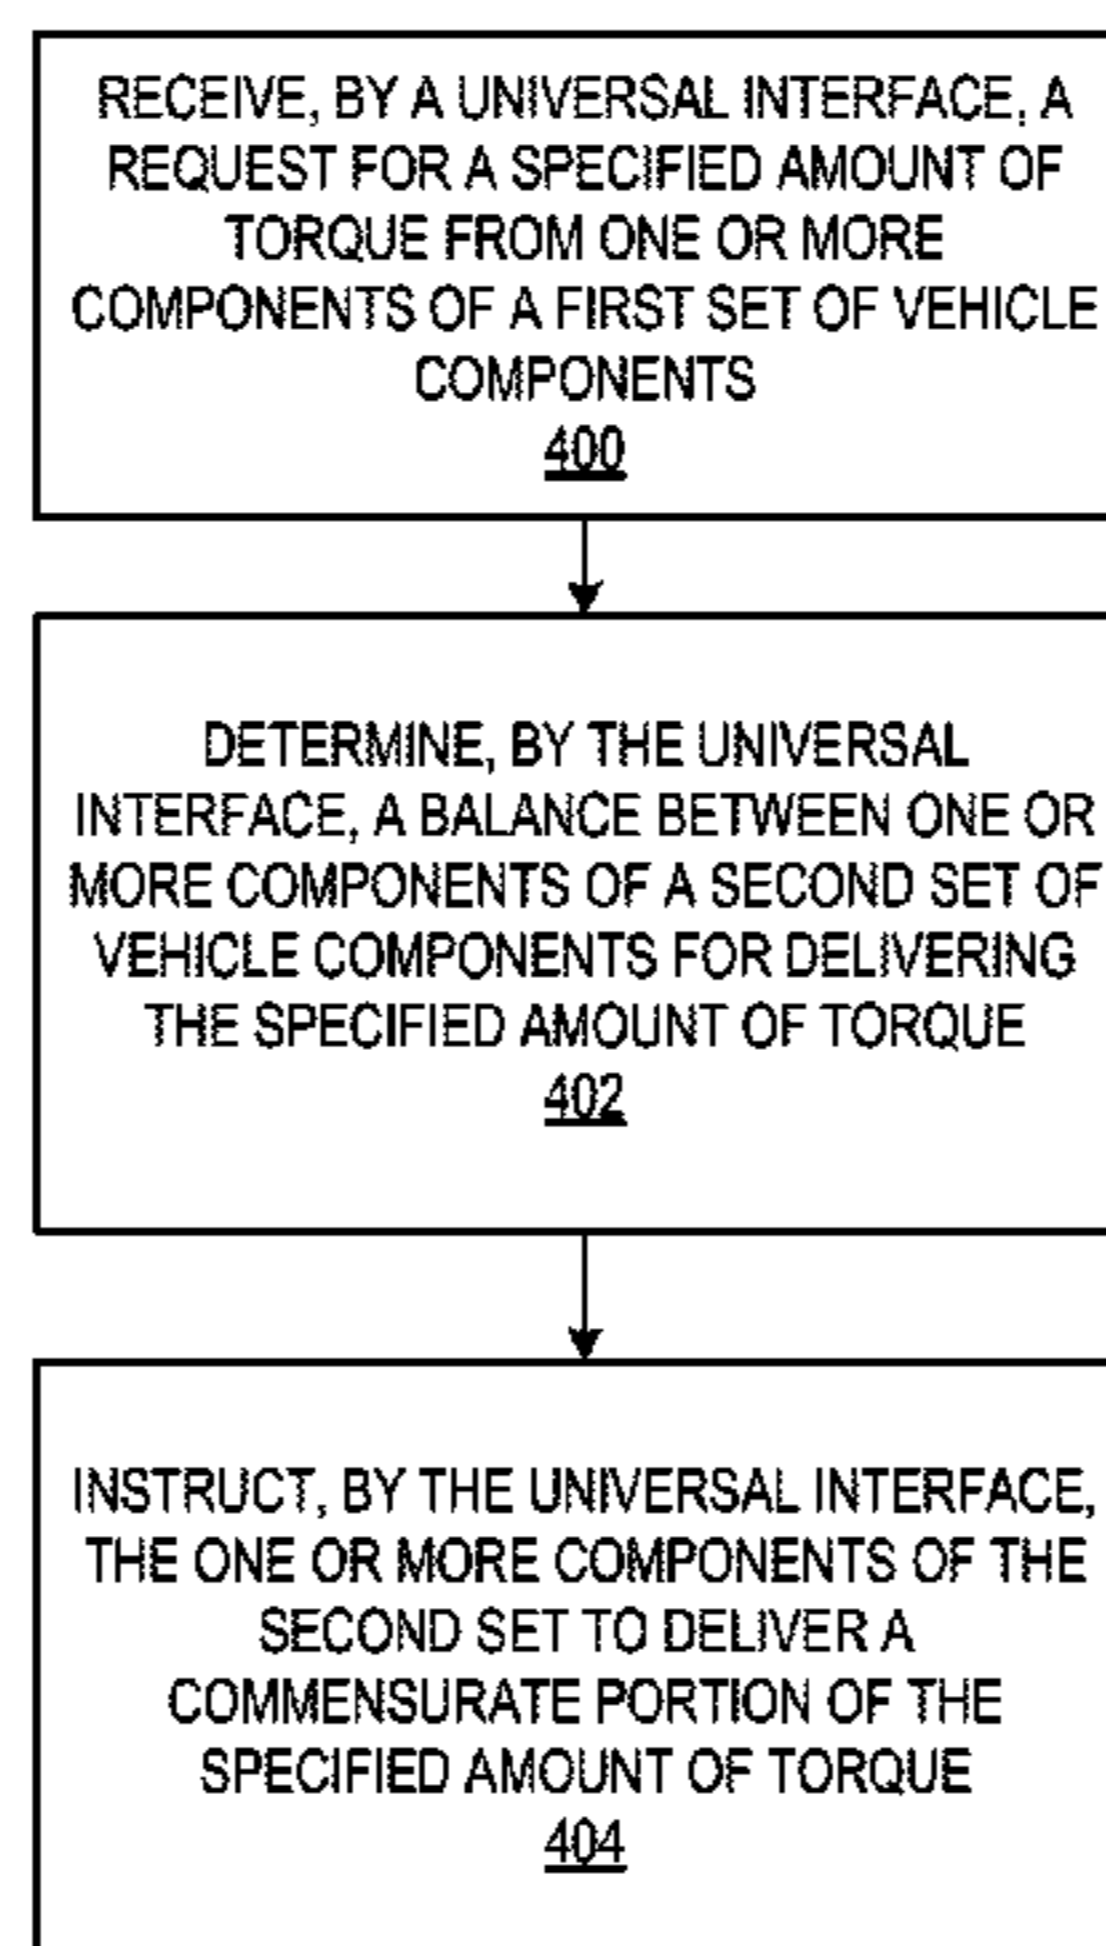 RECEIVE, BY A UNIVERSAL INTERFACE, A
REQUEST FOR A SPECIFIED AMOUNT OF
TORQUE FROM ONE OR MORE
COMPONENTS OF A FIRST SET OF VEHICLE
COMPONENTS
400
DETERMINE, BY THE UNIVERSAL
INTERFACE, A BALANCE BETWEEN ONE OR
MORE COMPONENTS OF A SECOND SET OF
VEHICLE COMPONENTS FOR DELIVERING
THE SPECIFIED AMOUNT OF TORQUE
402
INSTRUCT, BY THE UNIVERSAL INTERFACE,
THE ONE OR MORE COMPONENTS OF THE
SECOND SET TO DELIVER A
COMMENSURATE PORTION OF THE
SPECIFIED AMOUNT OF TORQUE
404